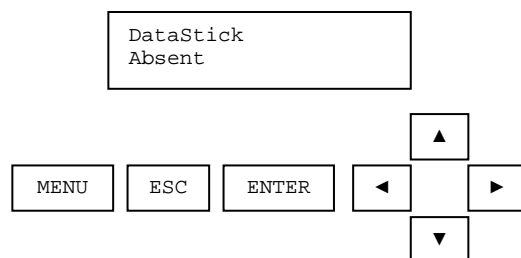 DataStick
Absent
▲
MENU ESC ENTER ◄ ►
▼